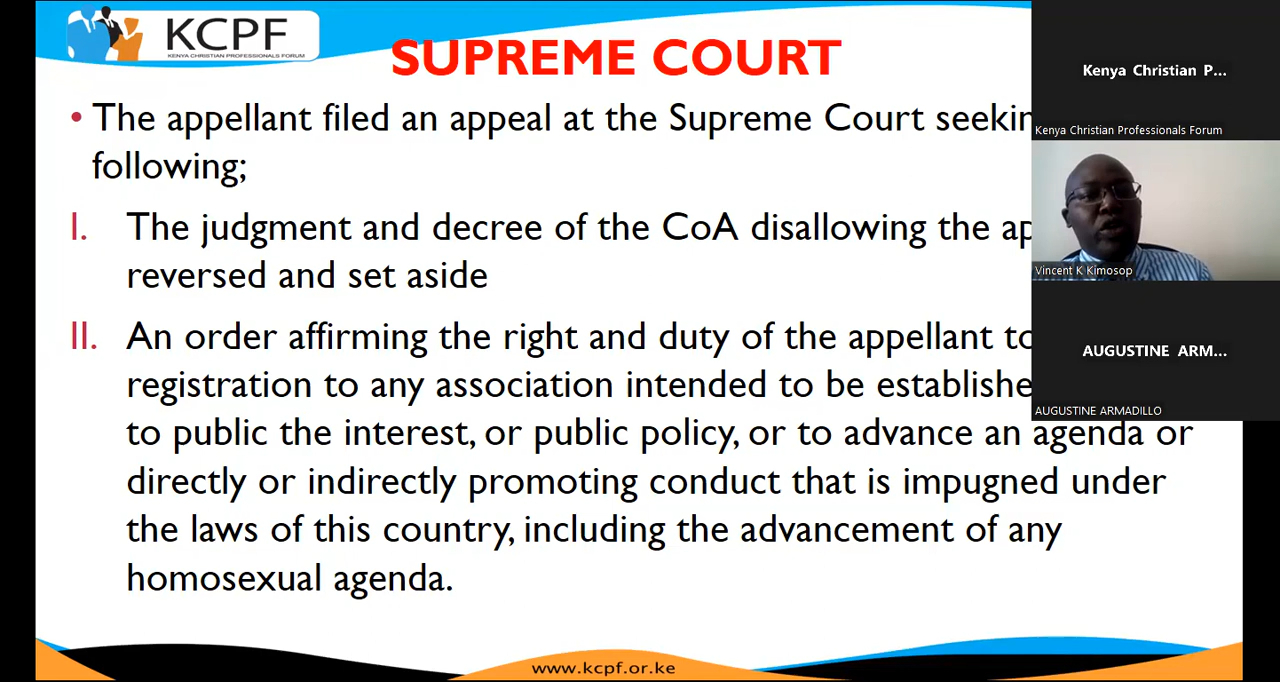 KCPF
KENYA CHRISTIAN PROFESSIONALS FORUM
SUPREME COURT
• The appellant filed an appeal at the Supreme Court
following;
I. The judgment and decree of the CoA disallowing the
reversed and set aside
II. An order affirming the right and duty of the appellant
registration to any association intended to be
to public the interest, or public policy, or to advance an agenda or
directly or indirectly promoting conduct that is impugned under
the laws of this country, including the advancement of any
homosexual agenda.
www.kcpf.or.ke
Kenya Christian P...
Kenya Christian Professionals Forum
Vincent K Kimosop
AUGUSTINE ARM...
AUGUSTINE ARMADILLO